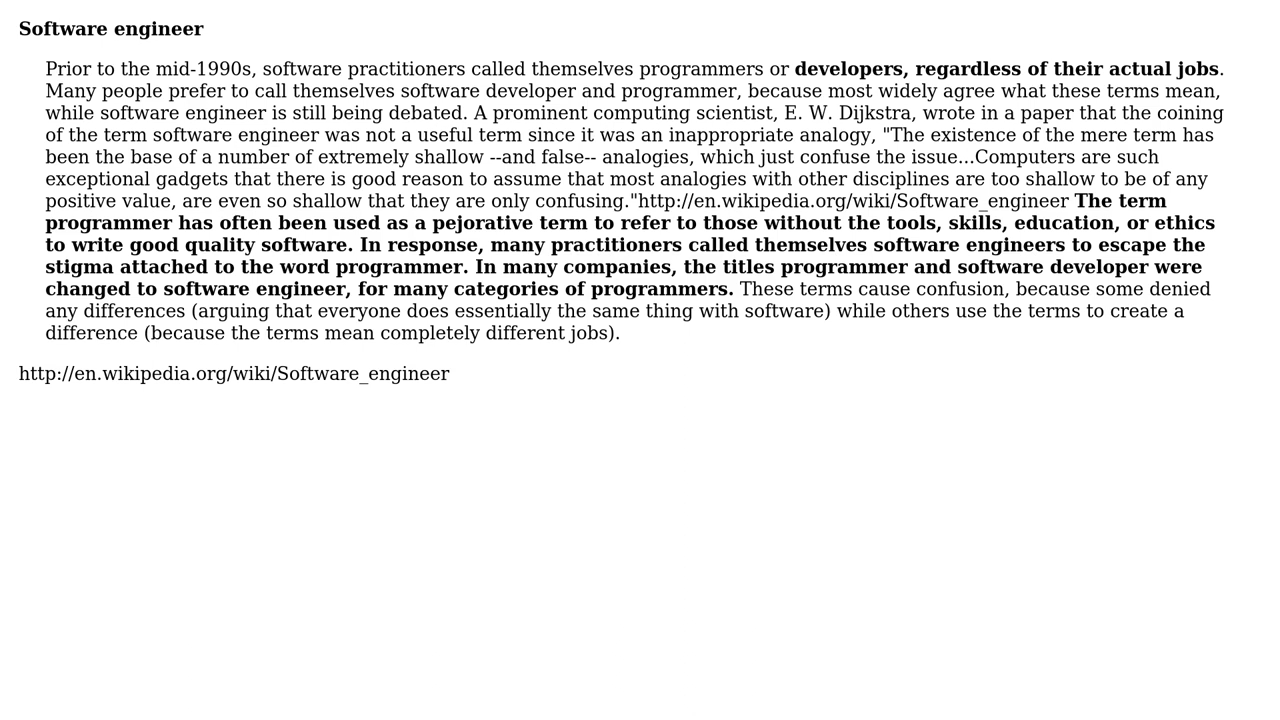 Software engineer
Prior to the mid-1990s, software practitioners called themselves programmers or developers, regardless of their actual jobs.
Many people prefer to call themselves software developer and programmer, because most widely agree what these terms mean,
while software engineer is still being debated. A prominent computing scientist, E. W. Dijkstra, wrote in a paper that the coining
of the term software engineer was not a useful term since it was an inappropriate analogy, "The existence of the mere term has
been the base of a number of extremely shallow --and false-- analogies, which just confuse the issue...Computers are such
exceptional gadgets that there is good reason to assume that most analogies with other disciplines are too shallow to be of any
positive value, are even so shallow that they are only confusing."http://en.wikipedia.org/wiki/Software_engineer The term
programmer has often been used as a pejorative term to refer to those without the tools, skills, education, or ethics
to write good quality software. In response, many practitioners called themselves software engineers to escape the
stigma attached to the word programmer. In many companies, the titles programmer and software developer were
changed to software engineer, for many categories of programmers. These terms cause confusion, because some denied
any differences (arguing that everyone does essentially the same thing with software) while others use the terms to create a
difference (because the terms mean completely different jobs).
http://en.wikipedia.org/wiki/Software_engineer